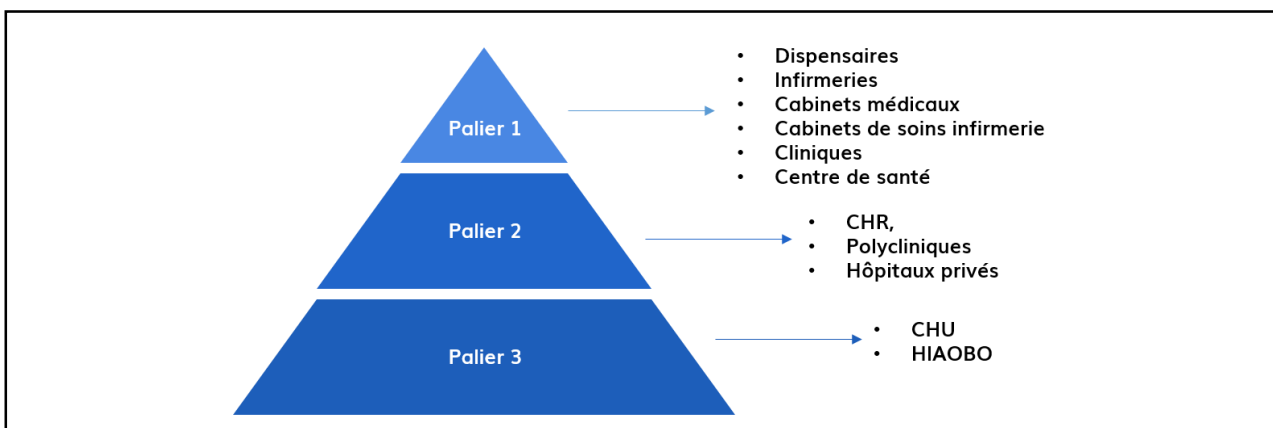 Palier 1
• Dispensaires
• Infirmeries
• Cabinets médicaux
• Cabinets de soins infirmerie
• Cliniques
• Centre de santé
Palier 2
• CHR,
• Polycliniques
• Hôpitaux privés
Palier 3
• CHU
• HIAOBO